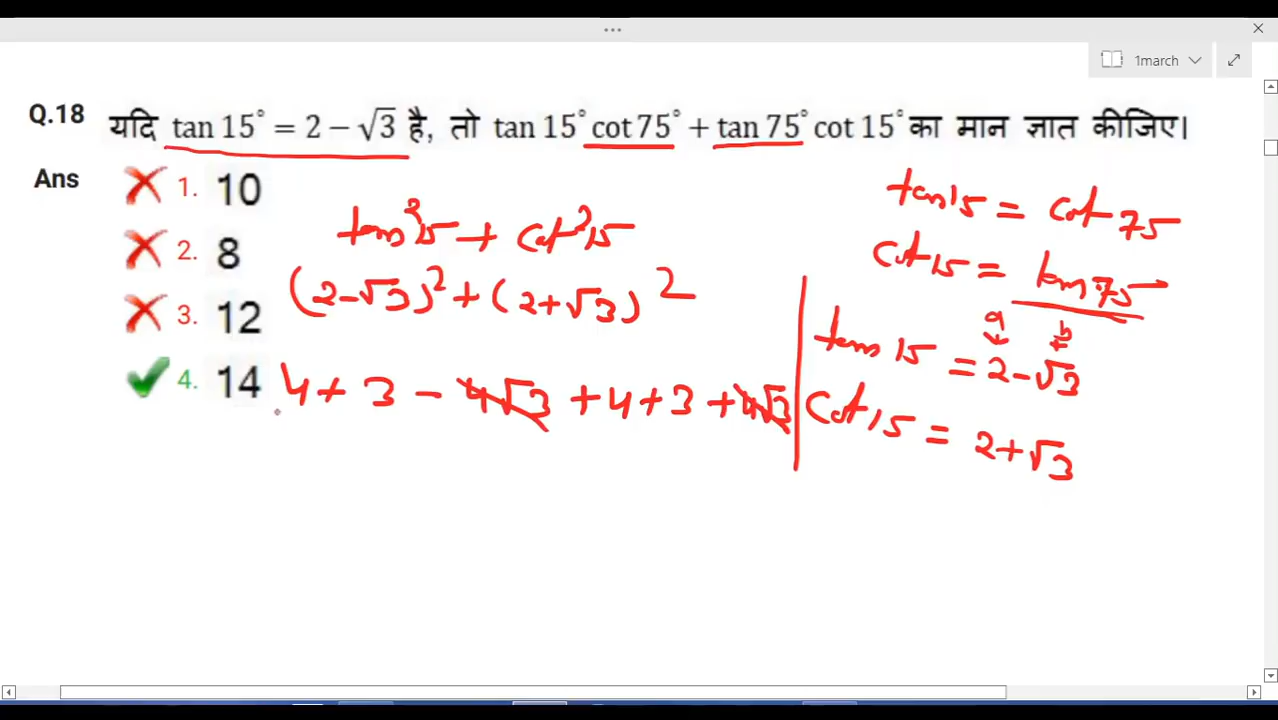 1march
Q.18 यदि tan 15° = 2 − √3 है, तो tan 15° cot 75° + tan 75° cot 15° का मान ज्ञात कीजिए।
Ans
1. 10
2. 8
3. 12
4. 14
tan²15 + cot²15
(2-√3)² + (2+√3)²
4 + 3 - 4√3 + 4 + 3 + 4√3
tan15 = cot 75
cot 15 = tan 75
a b
tan 15 = 2-√3
cot 15 = 2+√3